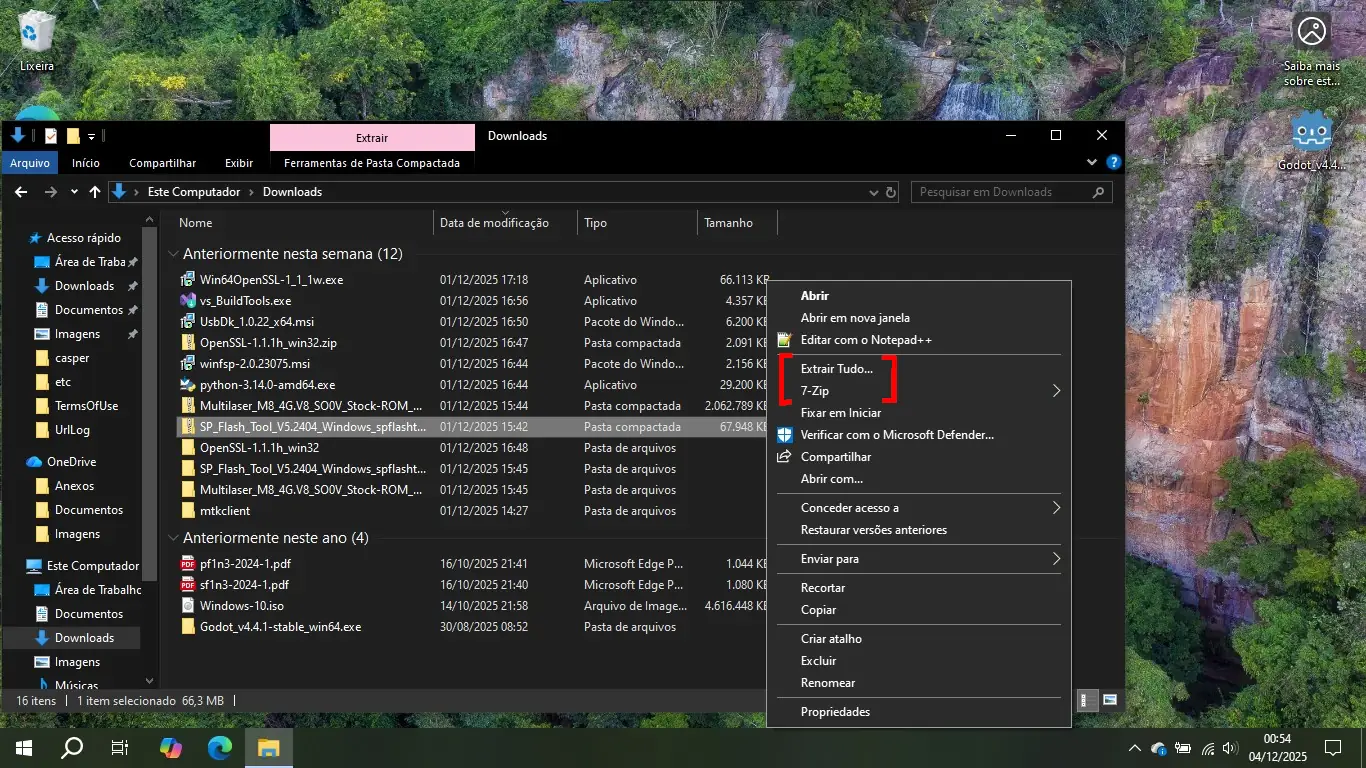 Lixeira
Saiba mais
sobre est...
Godot_v4.4...
Extrair
Downloads
Arquivo
Início
Compartilhar
Exibir
Ferramentas de Pasta Compactada
Este Computador
Downloads
Pesquisar em Downloads
Acesso rápido
Área de Traba
Downloads
Documentos
Imagens
casper
etc
TermsOfUse
UrlLog
OneDrive
Anexos
Documentos
Imagens
Este Computador
Área de Trabalho
Documentos
Downloads
Imagens
Músicas
Nome Data de modificação Tipo Tamanho
Anteriormente nesta semana (12)
Win64OpenSSL-1_1_1w.exe 01/12/2025 17:18 Aplicativo 66.113 KB
vs_BuildTools.exe 01/12/2025 16:56 Aplicativo 4.357 KB
UsbDk_1.0.22_x64.msi 01/12/2025 16:50 Pacote do Windo... 6.200 KB
OpenSSL-1.1.1h_win32.zip 01/12/2025 16:47 Pasta compactada 2.091 KB
winfsp-2.0.23075.msi 01/12/2025 16:44 Pacote do Windo... 2.156 KB
python-3.14.0-amd64.exe 01/12/2025 16:44 Aplicativo 29.200 KB
Multilaser_M8_4G.V8_SO0V_Stock-ROM_... 01/12/2025 15:44 Pasta compactada 2.062.789 KB
SP_Flash_Tool_V5.2404_Windows_spflasht... 01/12/2025 15:42 Pasta compactada 67.948 KB
OpenSSL-1.1.1h_win32 01/12/2025 16:48 Pasta de arquivos
SP_Flash_Tool_V5.2404_Windows_spflasht... 01/12/2025 15:45 Pasta de arquivos
Multilaser_M8_4G.V8_SO0V_Stock-ROM_... 01/12/2025 15:45 Pasta de arquivos
mtkclient 01/12/2025 14:27 Pasta de arquivos
Anteriormente neste ano (4)
pf1n3-2024-1.pdf 16/10/2025 21:41 Microsoft Edge P... 1.044 KB
sf1n3-2024-1.pdf 16/10/2025 21:40 Microsoft Edge P... 1.080 KB
Windows-10.iso 14/10/2025 21:58 Arquivo de Image... 4.616.448 KB
Godot_v4.4.1-stable_win64.exe 30/08/2025 08:52 Pasta de arquivos
Abrir
Abrir em nova janela
Editar com o Notepad++
Extrair Tudo...
7-Zip
Fixar em Iniciar
Verificar com o Microsoft Defender...
Compartilhar
Abrir com...
Conceder acesso a
Restaurar versões anteriores
Enviar para
Recortar
Copiar
Criar atalho
Excluir
Renomear
Propriedades
16 itens 1 item selecionado 66,3 MB
00:54
04/12/2025